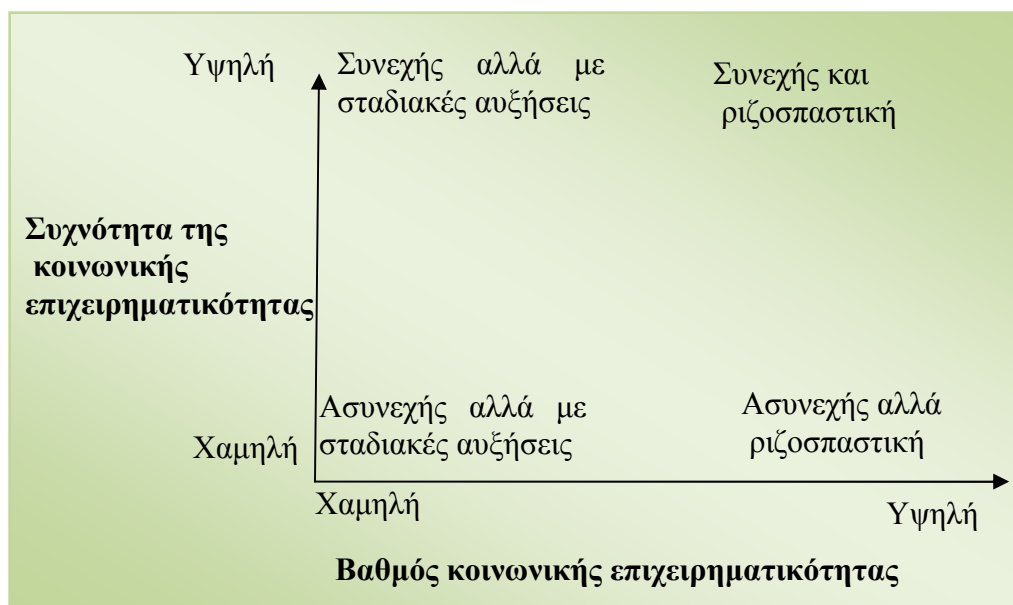 Υψηλή
Συνεχής αλλά με
σταδιακές αυξήσεις
Συνεχής και
ριζοσπαστική
Συχνότητα της
κοινωνικής
επιχειρηματικότητας
Ασυνεχής αλλά με
σταδιακές αυξήσεις
Ασυνεχής αλλά
ριζοσπαστική
Χαμηλή
Χαμηλή
Υψηλή
Βαθμός κοινωνικής επιχειρηματικότητας